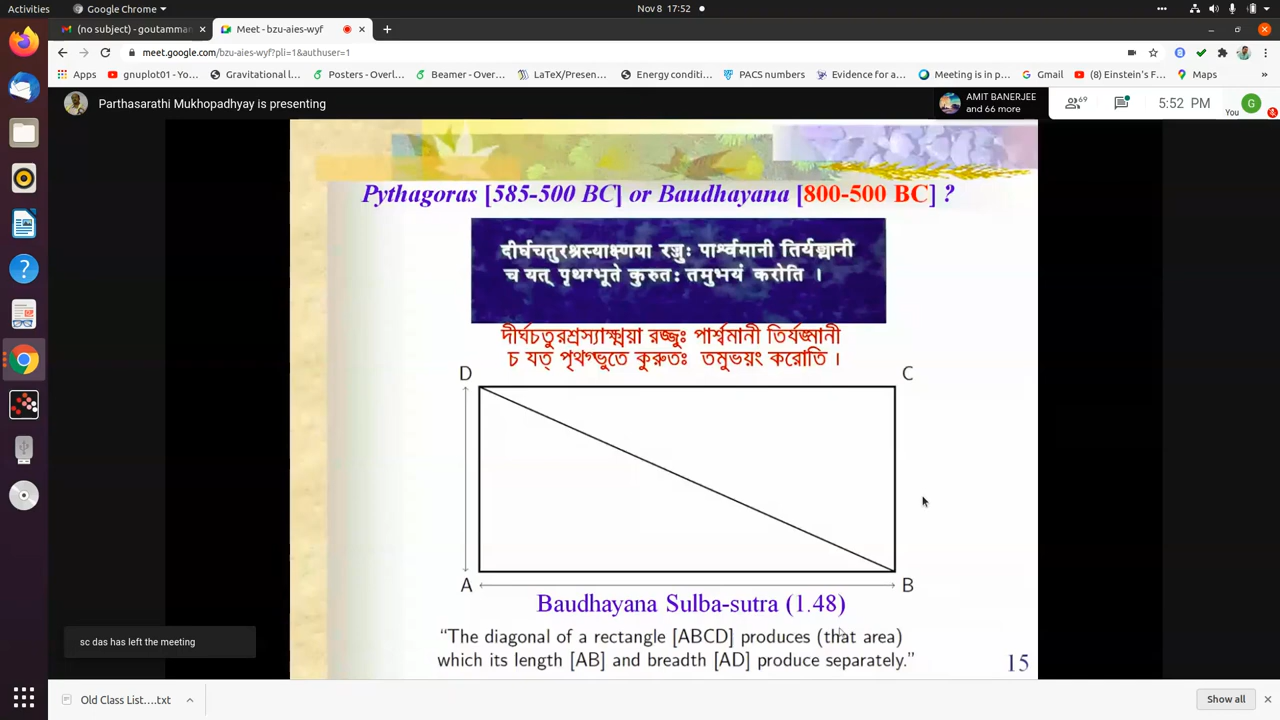 Activities
Google Chrome
Nov 8 17:52
(no subject) - goutammar
Meet - bzu-aies-wyf
meet.google.com/bzu-aies-wyf?pli=1&authuser=1
Apps
gnuplot01 - Yo...
Gravitational l...
Posters - Overl...
Beamer - Over...
LaTeX/Presen...
Energy conditi...
PACS numbers
Evidence for a...
Meeting is in p...
Gmail
(8) Einstein's F...
Maps
Parthasarathi Mukhopadhyay is presenting
AMIT BANERJEE
and 66 more
69
5:52 PM
You
G
Pythagoras [585-500 BC] or Baudhayana [800-500 BC] ?
दीर्घचतुरश्रस्याक्ष्णया रज्जुः पार्श्वमानी तिर्यङ्मानी
च यत् पृथग्भूते कुरुतः तमुभयं करोति ।
দীর্ঘচতুরশ্রস্যাক্ষ্ণয়া রজ্জুঃ পার্শ্বমানী তির্যঙ্মানী
চ যত্ পৃথগ্ভুতে কুরুতঃ তমুভয়ং করোতি ।
D
C
A
B
Baudhayana Sulba-sutra (1.48)
“The diagonal of a rectangle [ABCD] produces (that area)
which its length [AB] and breadth [AD] produce separately.”
15
sc das has left the meeting
Old Class List....txt
Show all